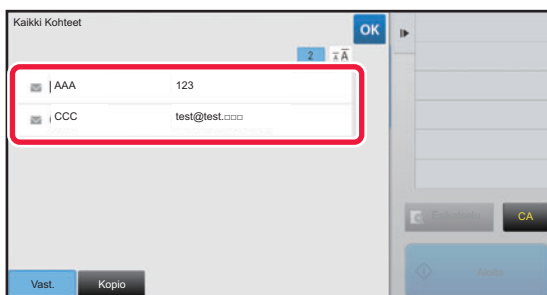 Kaikki Kohteet
OK
2
AAA 123
CCC test@test.□□□
CA
Vast. Kopio